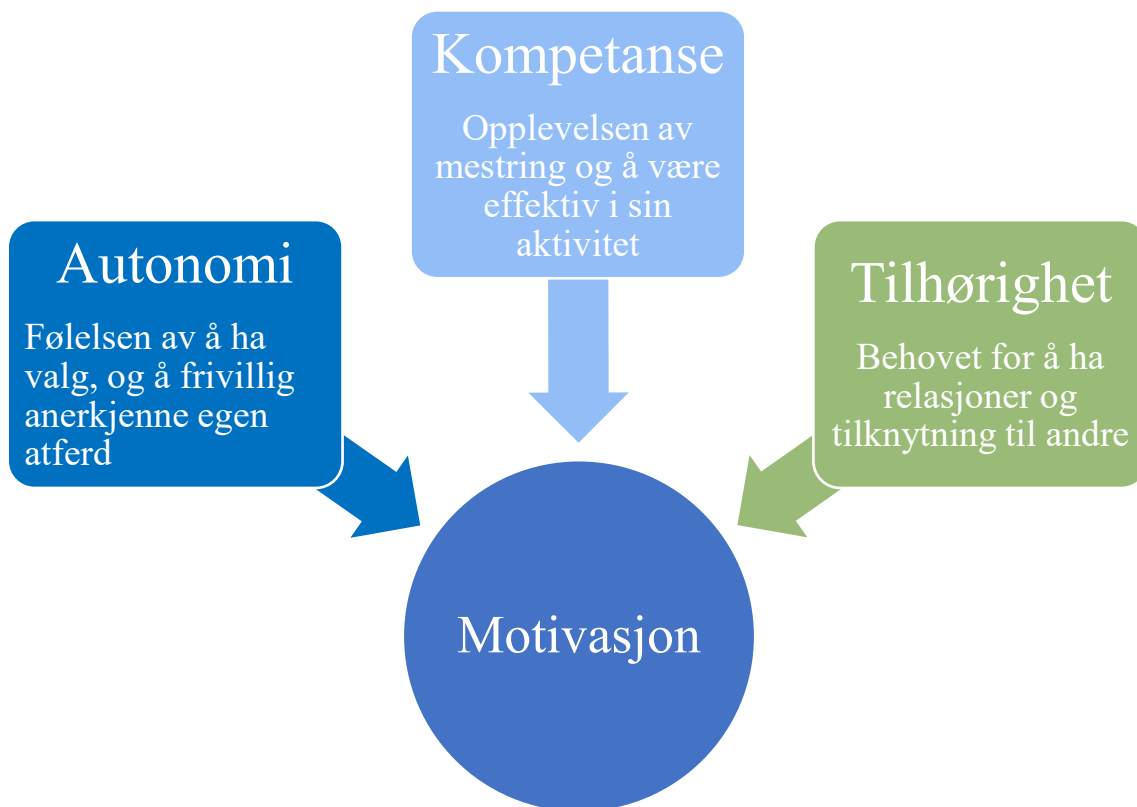 Kompetanse
Opplevelsen av
mestring og å være
effektiv i sin
aktivitet
Autonomi
Følelsen av å ha
valg, og å frivillig
anerkjenne egen
atferd
Tilhørighet
Behovet for å ha
relasjoner og
tilknytning til andre
Motivasjon